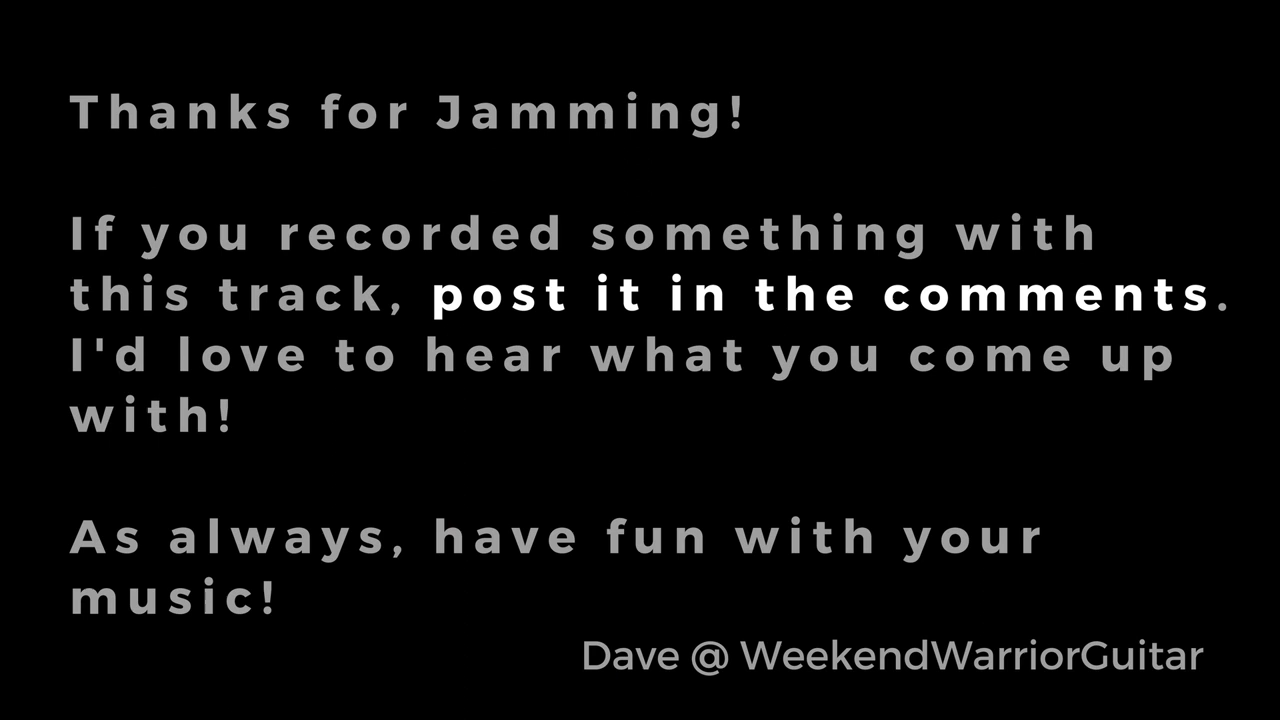 Thanks for Jamming!
If you recorded something with
this track, post it in the comments.
I'd love to hear what you come up
with!
As always, have fun with your
music!
Dave @ WeekendWarriorGuitar